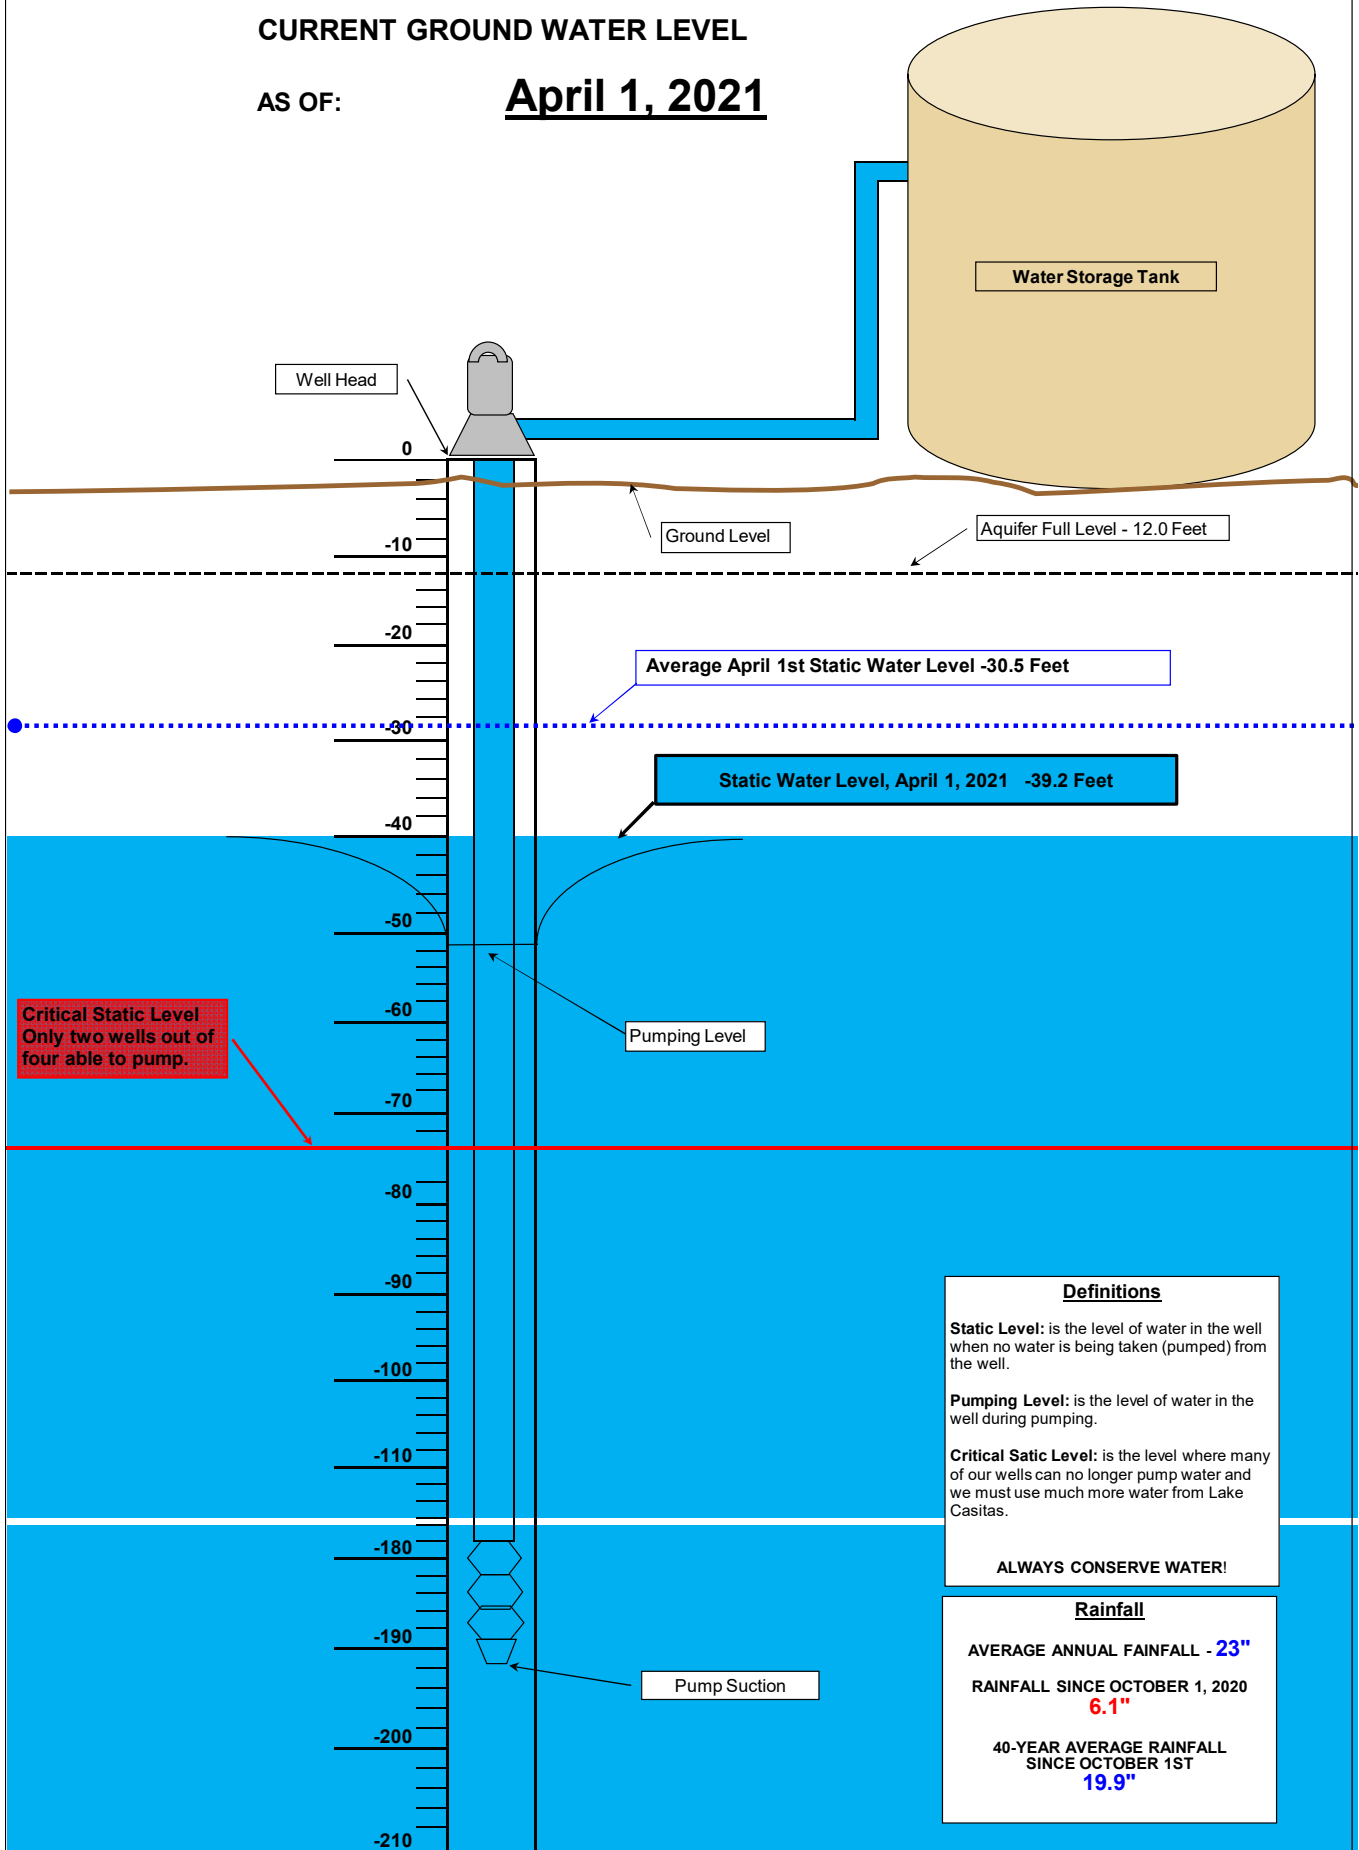 CURRENT GROUND WATER LEVEL
AS OF: April 1, 2021
Water Storage Tank
Well Head
0
Ground Level
Aquifer Full Level - 12.0 Feet
-10
-20
Average April 1st Static Water Level -30.5 Feet
-30
Static Water Level, April 1, 2021 -39.2 Feet
-40
-50
Critical Static Level
Only two wells out of
four able to pump.
-60
Pumping Level
-70
-80
-90
-100
-110
Definitions
Static Level: is the level of water in the well
when no water is being taken (pumped) from
the well.
Pumping Level: is the level of water in the
well during pumping.
Critical Satic Level: is the level where many
of our wells can no longer pump water and
we must use much more water from Lake
Casitas.
ALWAYS CONSERVE WATER!
-180
-190
Pump Suction
-200
-210
Rainfall
AVERAGE ANNUAL FAINFALL - 23"
RAINFALL SINCE OCTOBER 1, 2020
6.1"
40-YEAR AVERAGE RAINFALL
SINCE OCTOBER 1ST
19.9"